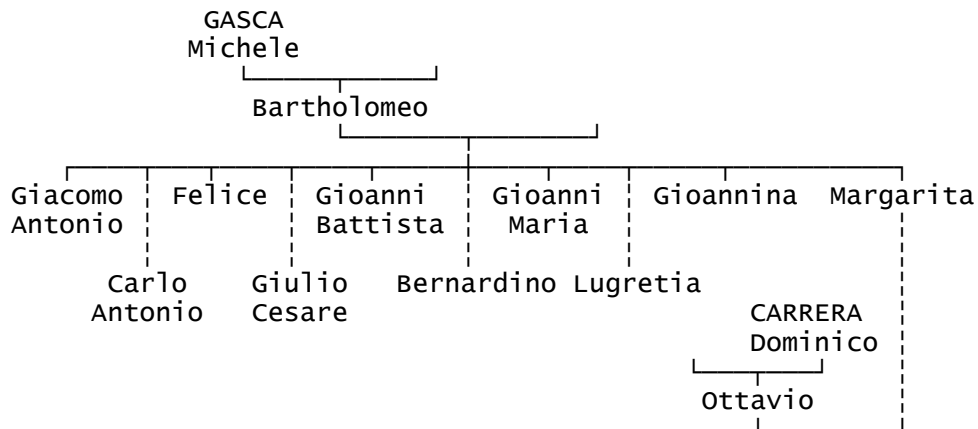 GASCA
Michele
Bartholomeo
Giacomo Felice Gioanni Gioanni Gioannina Margarita
Antonio Battista Maria
Carlo Giulio Bernardino Lugretia
Antonio Cesare
CARRERA
Dominico
Ottavio